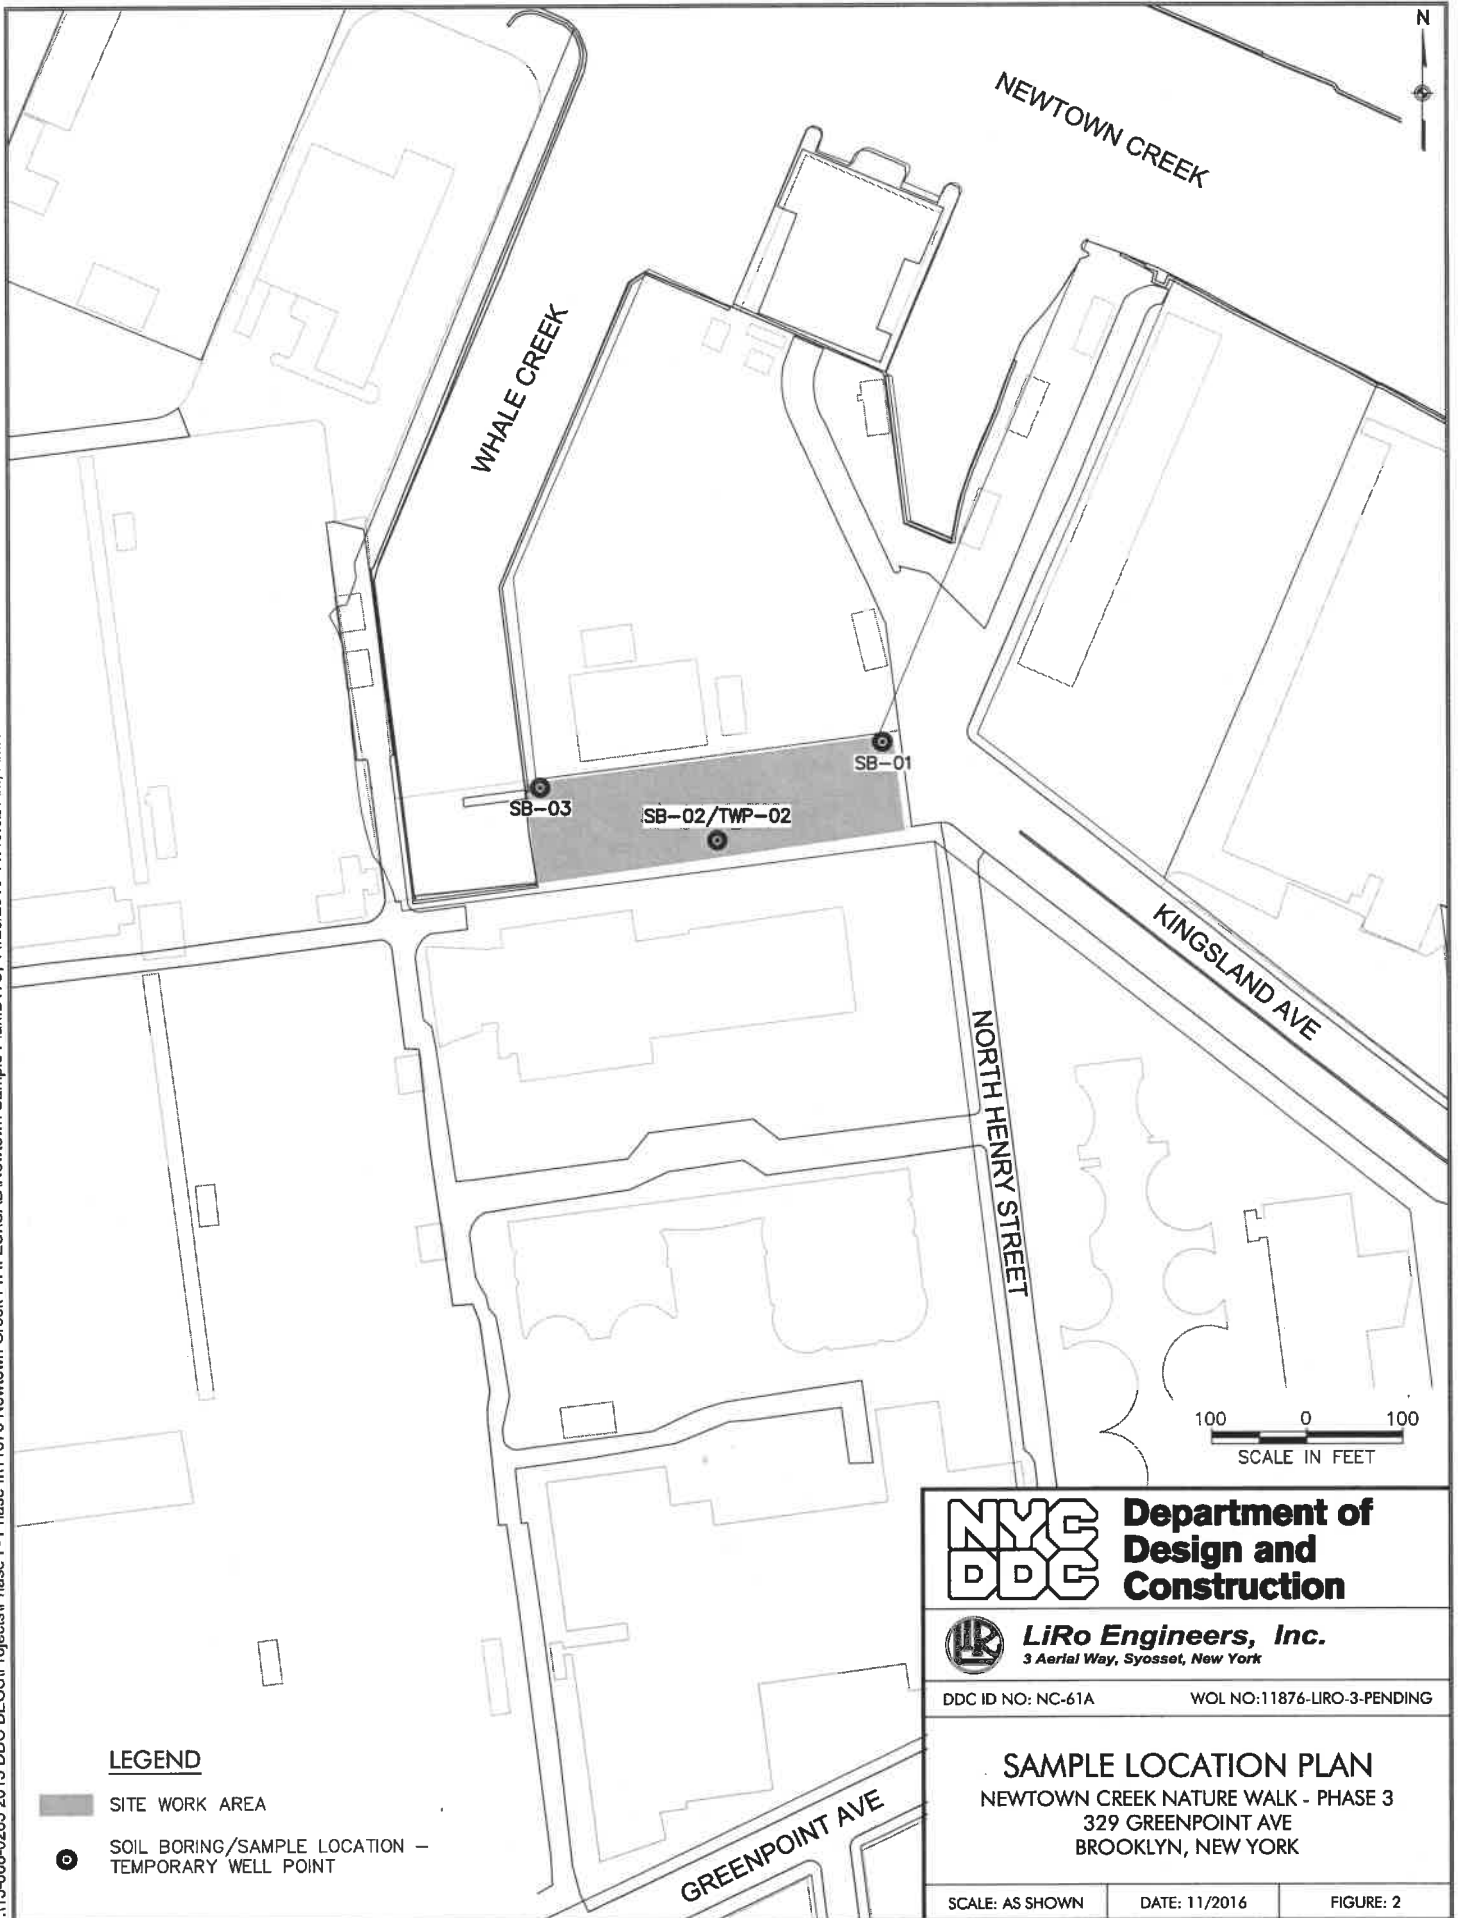 N
NEWTOWN CREEK
WHALE CREEK
SB-01
SB-03
SB-02/TWP-02
KINGSLAND AVE
NORTH HENRY STREET
100 0 100
SCALE IN FEET
NYC
DDC
Department of
Design and
Construction
LiRo Engineers, Inc.
3 Aerial Way, Syosset, New York
DDC ID NO: NC-61A WOL NO:11876-LIRO-3-PENDING
SAMPLE LOCATION PLAN
NEWTOWN CREEK NATURE WALK - PHASE 3
329 GREENPOINT AVE
BROOKLYN, NEW YORK
SCALE: AS SHOWN DATE: 11/2016 FIGURE: 2
LEGEND
SITE WORK AREA
SOIL BORING/SAMPLE LOCATION –
TEMPORARY WELL POINT
GREENPOINT AVE